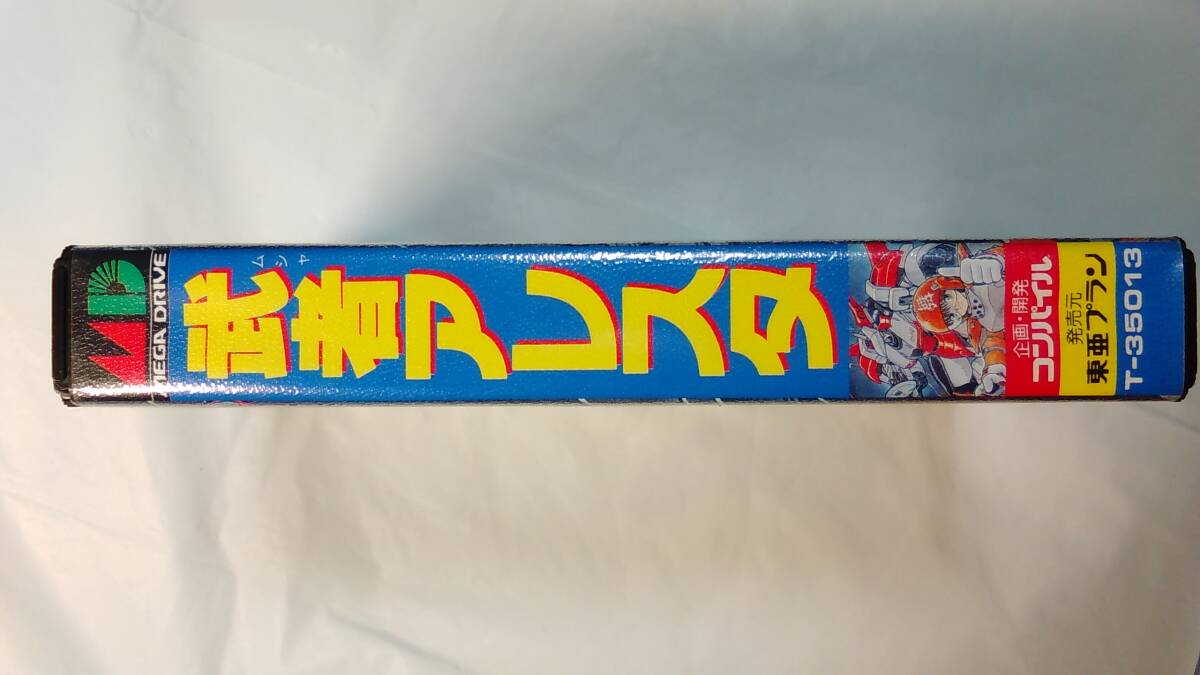 MD
MEGA DRIVE
ムシャ
武者アレスタ
企画・開発
コンパイル
発売元
東亜プラン
T-35013